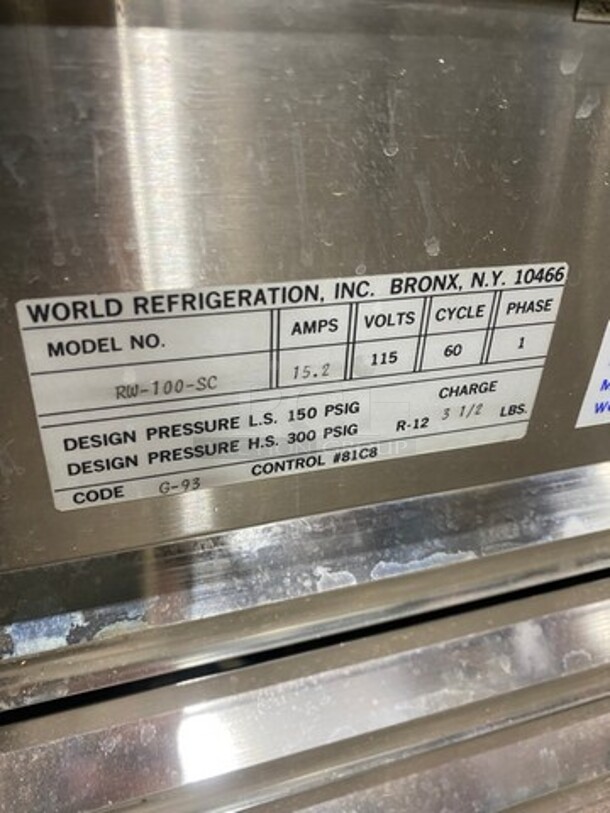 WORLD REFRIGERATION, INC. BRONX, N.Y. 10466
MODEL NO. AMPS VOLTS CYCLE PHASE
RW-100-SC 15.2 115 60 1
DESIGN PRESSURE L.S. 150 PSIG CHARGE
DESIGN PRESSURE H.S. 300 PSIG R-12 3 1/2 LBS.
CODE G-93 CONTROL #81C8